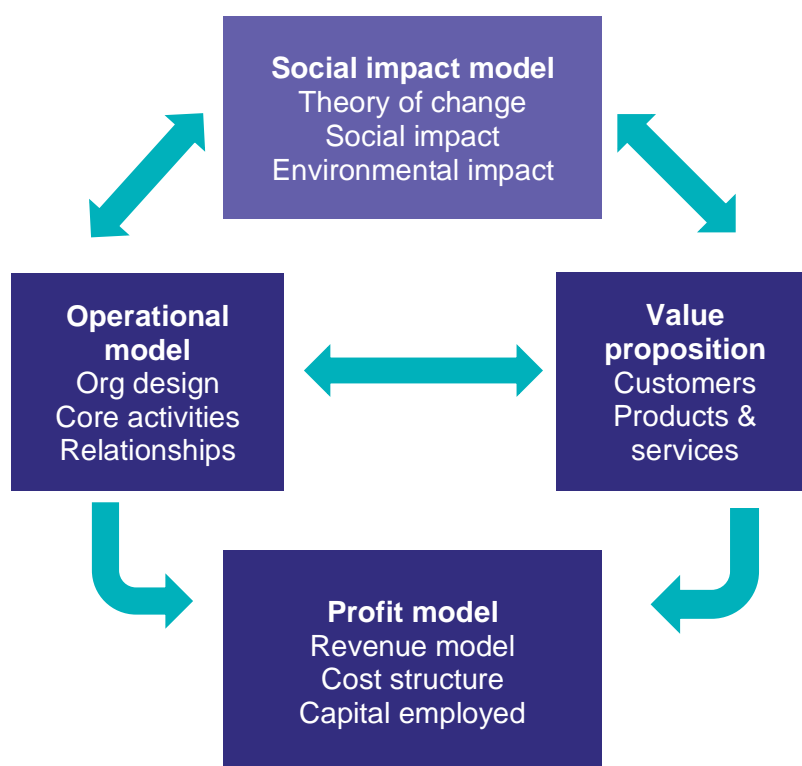 Social impact model
Theory of change
Social impact
Environmental impact
Operational
model
Org design
Core activities
Relationships
Value
proposition
Customers
Products &
services
Profit model
Revenue model
Cost structure
Capital employed